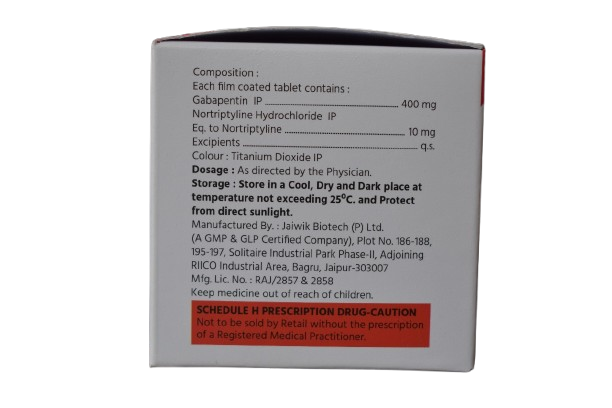 Composition :
Each film coated tablet contains :
Gabapentin IP ........................................ 400 mg
Nortriptyline Hydrochloride IP
Eq. to Nortriptyline ................................... 10 mg
Excipients .................................................. q.s.
Colour : Titanium Dioxide IP
Dosage : As directed by the Physician.
Storage : Store in a Cool, Dry and Dark place at
temperature not exceeding 25⁰C. and Protect
from direct sunlight.
Manufactured By. : Jaiwik Biotech (P) Ltd.
(A GMP & GLP Certified Company), Plot No. 186-188,
195-197, Solitaire Industrial Park Phase-II, Adjoining
RIICO Industrial Area, Bagru, Jaipur-303007
Mfg. Lic. No. : RAJ/2857 & 2858
Keep medicine out of reach of children.
SCHEDULE H PRESCRIPTION DRUG-CAUTION
Not to be sold by Retail without the prescription
of a Registered Medical Practitioner.